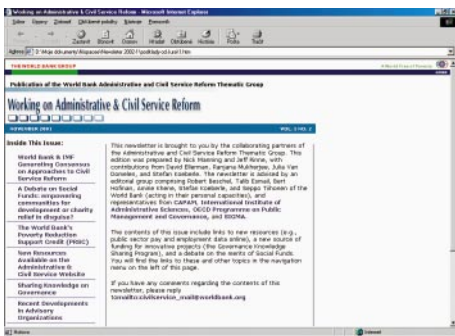 Working on Administrative & Civil Service Reform - Microsoft Internet Explorer
THE WORLD BANK GROUP
Publication of the World Bank Administrative and Civil Service Reform Thematic Group
Working on Administrative & Civil Service Reform
NOVEMBER 2001 VOL. 2 NO. 2
Inside This Issue:
World Bank & IMF
Generating Consensus
on Approaches to Civil
Service Reform
A Debate on Social
Funds: empowering
communities for
development or charity
relief in disguise?
The World Bank's
Poverty Reduction
Support Credit (PRSC)
New Resources
Available on the
Administrative &
Civil Service Website
Sharing Knowledge on
Governance
Recent Developments
in Advisory
Organizations
This newsletter is brought to you by the collaborating partners of
the Administrative and Civil Service Reform Thematic Group. This
edition was prepared by Nick Manning and Jeff Rinne, with
contributions from David Ellerman, Ranjana Mukherjee, Julia Van
Domelen, and Stefan Koeberle. The newsletter is advised by an
editorial group comprising Robert Beschel, Talib Esmail, Bert
Hofman, Stefan Koeberle, and Seppo Tiihonen of the
World Bank (acting in their personal capacities), and
representatives from CAPAM, International Institute of
Administrative Sciences, OECD Programme on Public
Management and Governance, and SIGMA.
The contents of this issue include links to new resources (e.g.,
public sector pay and employment data online), a new source of
funding for innovative projects (the Governance Knowledge
Sharing Program), and a debate on the merits of Social Funds.
You will find the links to these and other topics in the navigation
menu on the left of this page.
If you have any comments regarding the contents of this
newsletter, please reply
tomailto:civilservice_mail@worldbank.org
Internet